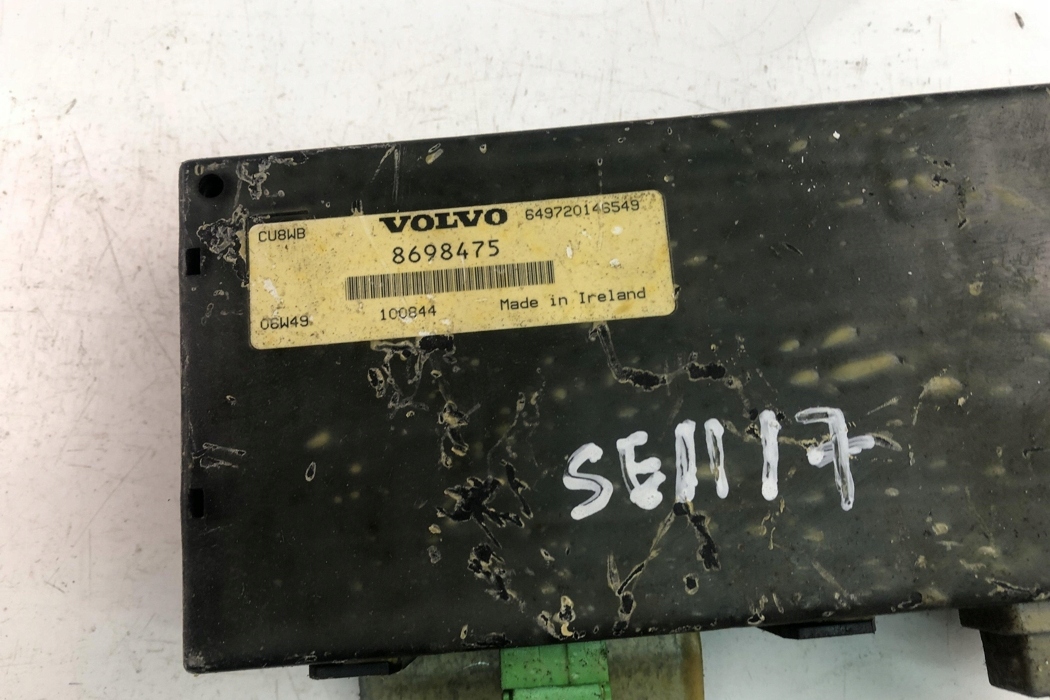 CU8WB VOLVO 649720146549
8698475
06W49 100844 Made in Ireland
SE1117